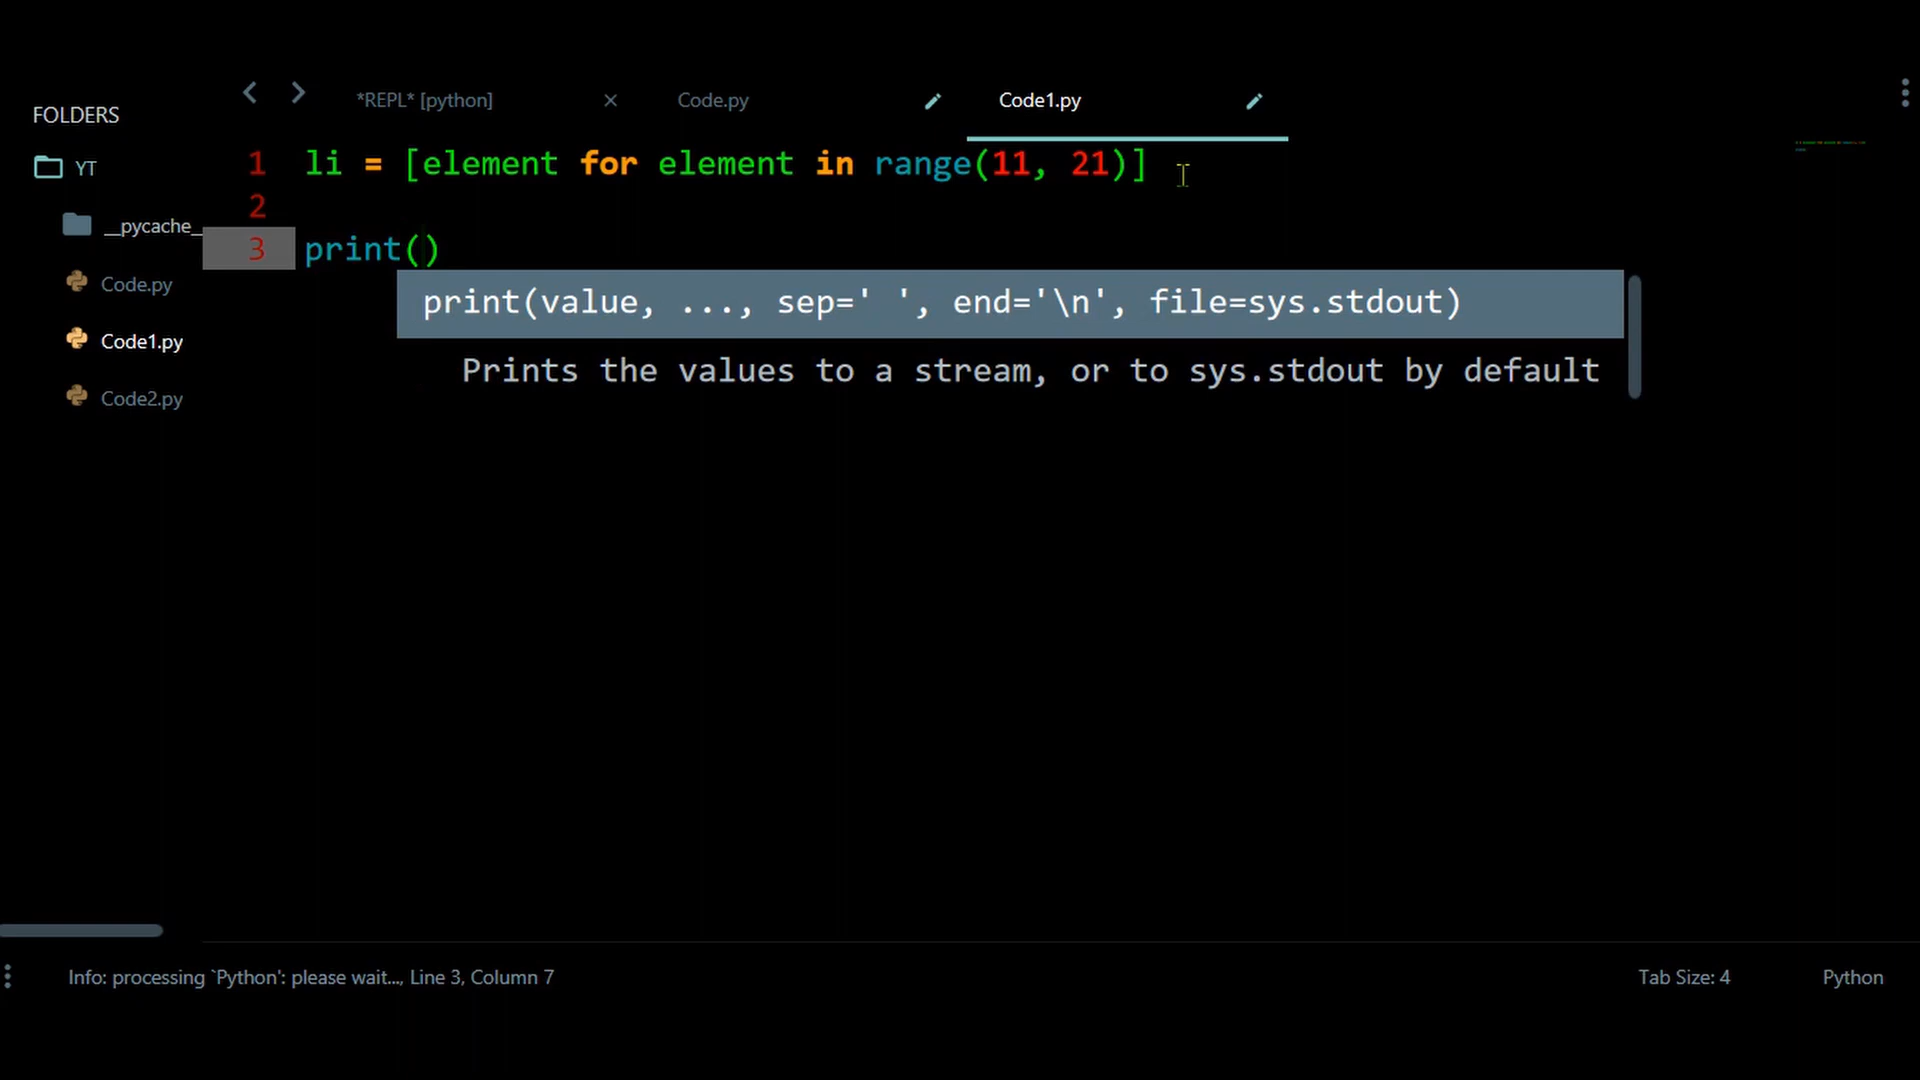 FOLDERS
YT
__pycache_
Code.py
Code1.py
Code2.py
*REPL* [python]
Code.py
Code1.py
1 li = [element for element in range(11, 21)]
2
3 print()
print(value, ..., sep=' ', end='\n', file=sys.stdout)
Prints the values to a stream, or to sys.stdout by default
Info: processing `Python': please wait..., Line 3, Column 7
Tab Size: 4
Python